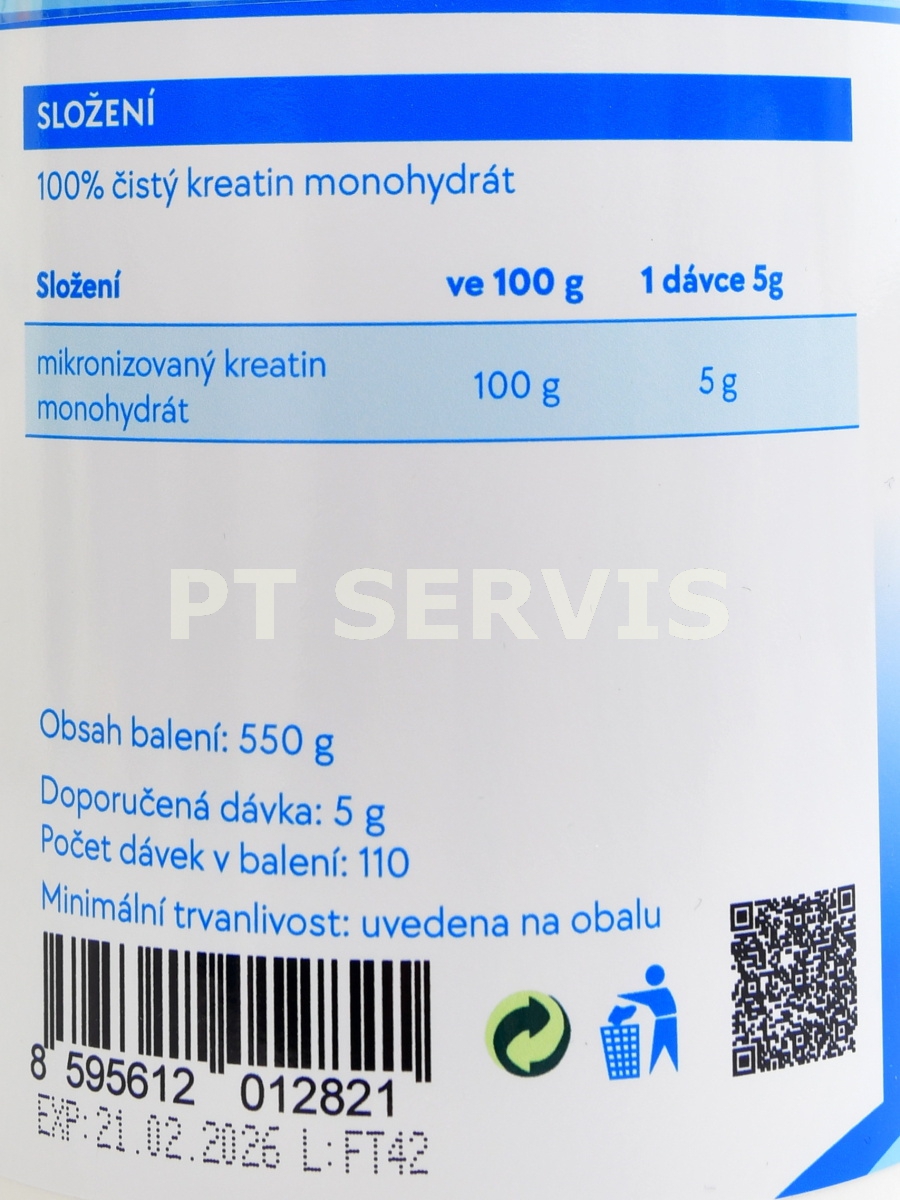 SLOŽENÍ
100% čistý kreatin monohydrát
Složení ve 100 g 1 dávce 5g
mikronizovaný kreatin
monohydrát 100 g 5 g
PT SERVIS
Obsah balení: 550 g
Doporučená dávka: 5 g
Počet dávek v balení: 110
Minimální trvanlivost: uvedena na obalu
8 595612 012821
EXP:21.02.2026 L:FT42